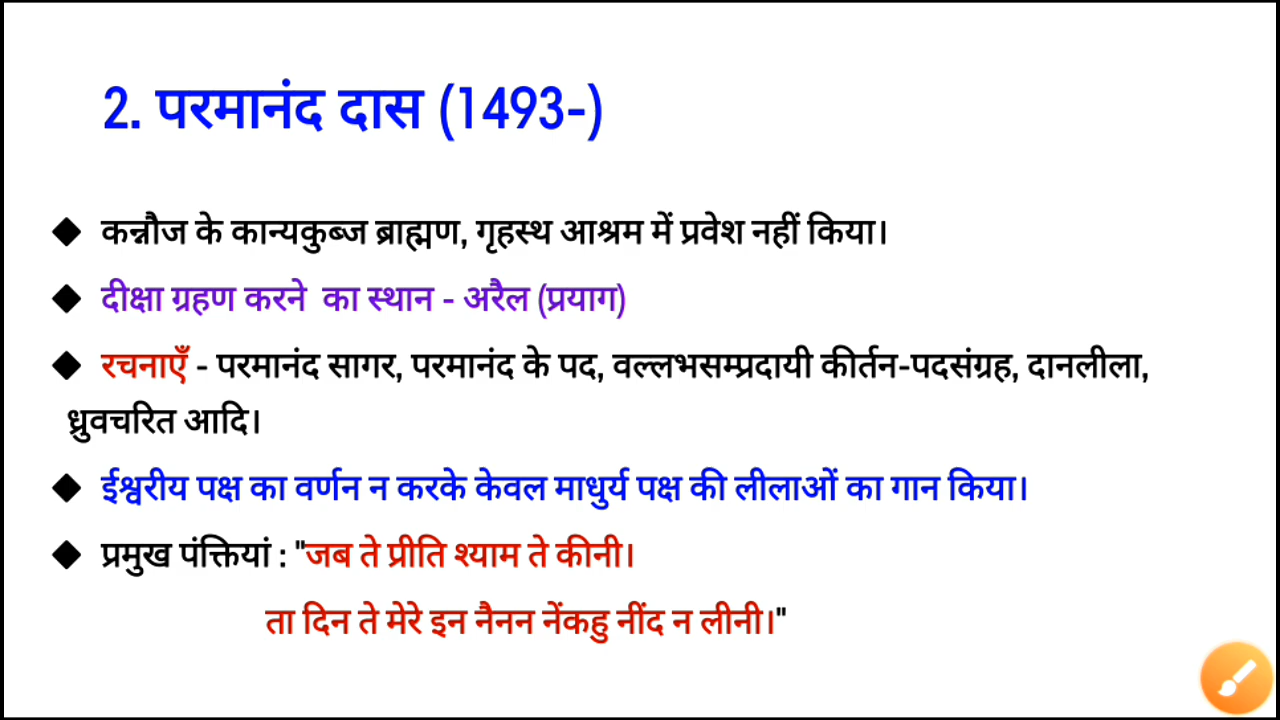 2. परमानंद दास (1493-)
◆ कन्नौज के कान्यकुब्ज ब्राह्मण, गृहस्थ आश्रम में प्रवेश नहीं किया।
◆ दीक्षा ग्रहण करने का स्थान - अरैल (प्रयाग)
◆ रचनाएँ - परमानंद सागर, परमानंद के पद, वल्लभसम्प्रदायी कीर्तन-पदसंग्रह, दानलीला,
ध्रुवचरित आदि।
◆ ईश्वरीय पक्ष का वर्णन न करके केवल माधुर्य पक्ष की लीलाओं का गान किया।
◆ प्रमुख पंक्तियां : "जब ते प्रीति श्याम ते कीनी।
ता दिन ते मेरे इन नैनन नेंकहु नींद न लीनी।"